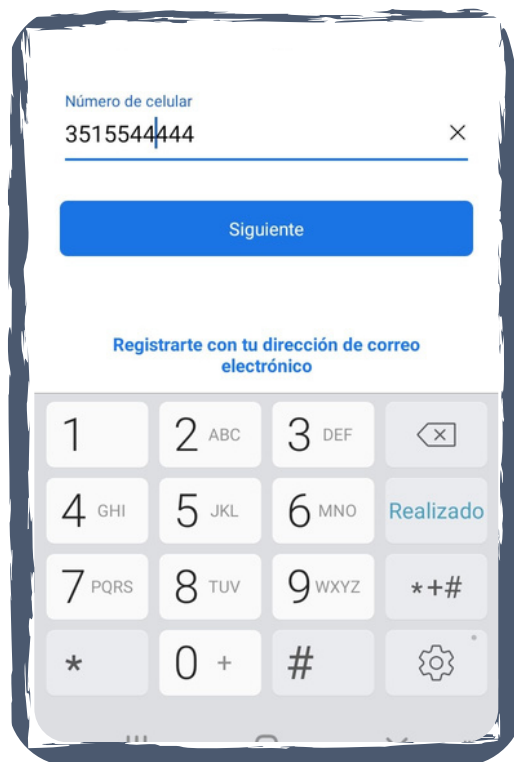 Número de celular
3515544444
Siguiente
Registrarte con tu dirección de correo
electrónico
1
2 ABC
3 DEF
4 GHI
5 JKL
6 MNO
Realizado
7 PQRS
8 TUV
9 WXYZ
*+#
*
0 +
#